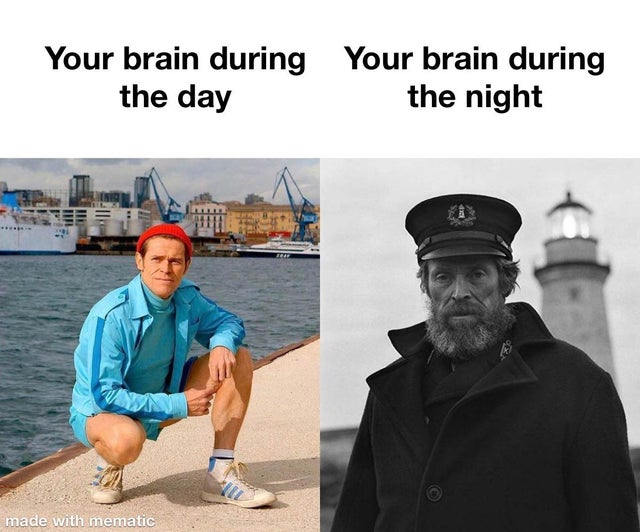 Your brain during
the day
Your brain during
the night
made with mematic